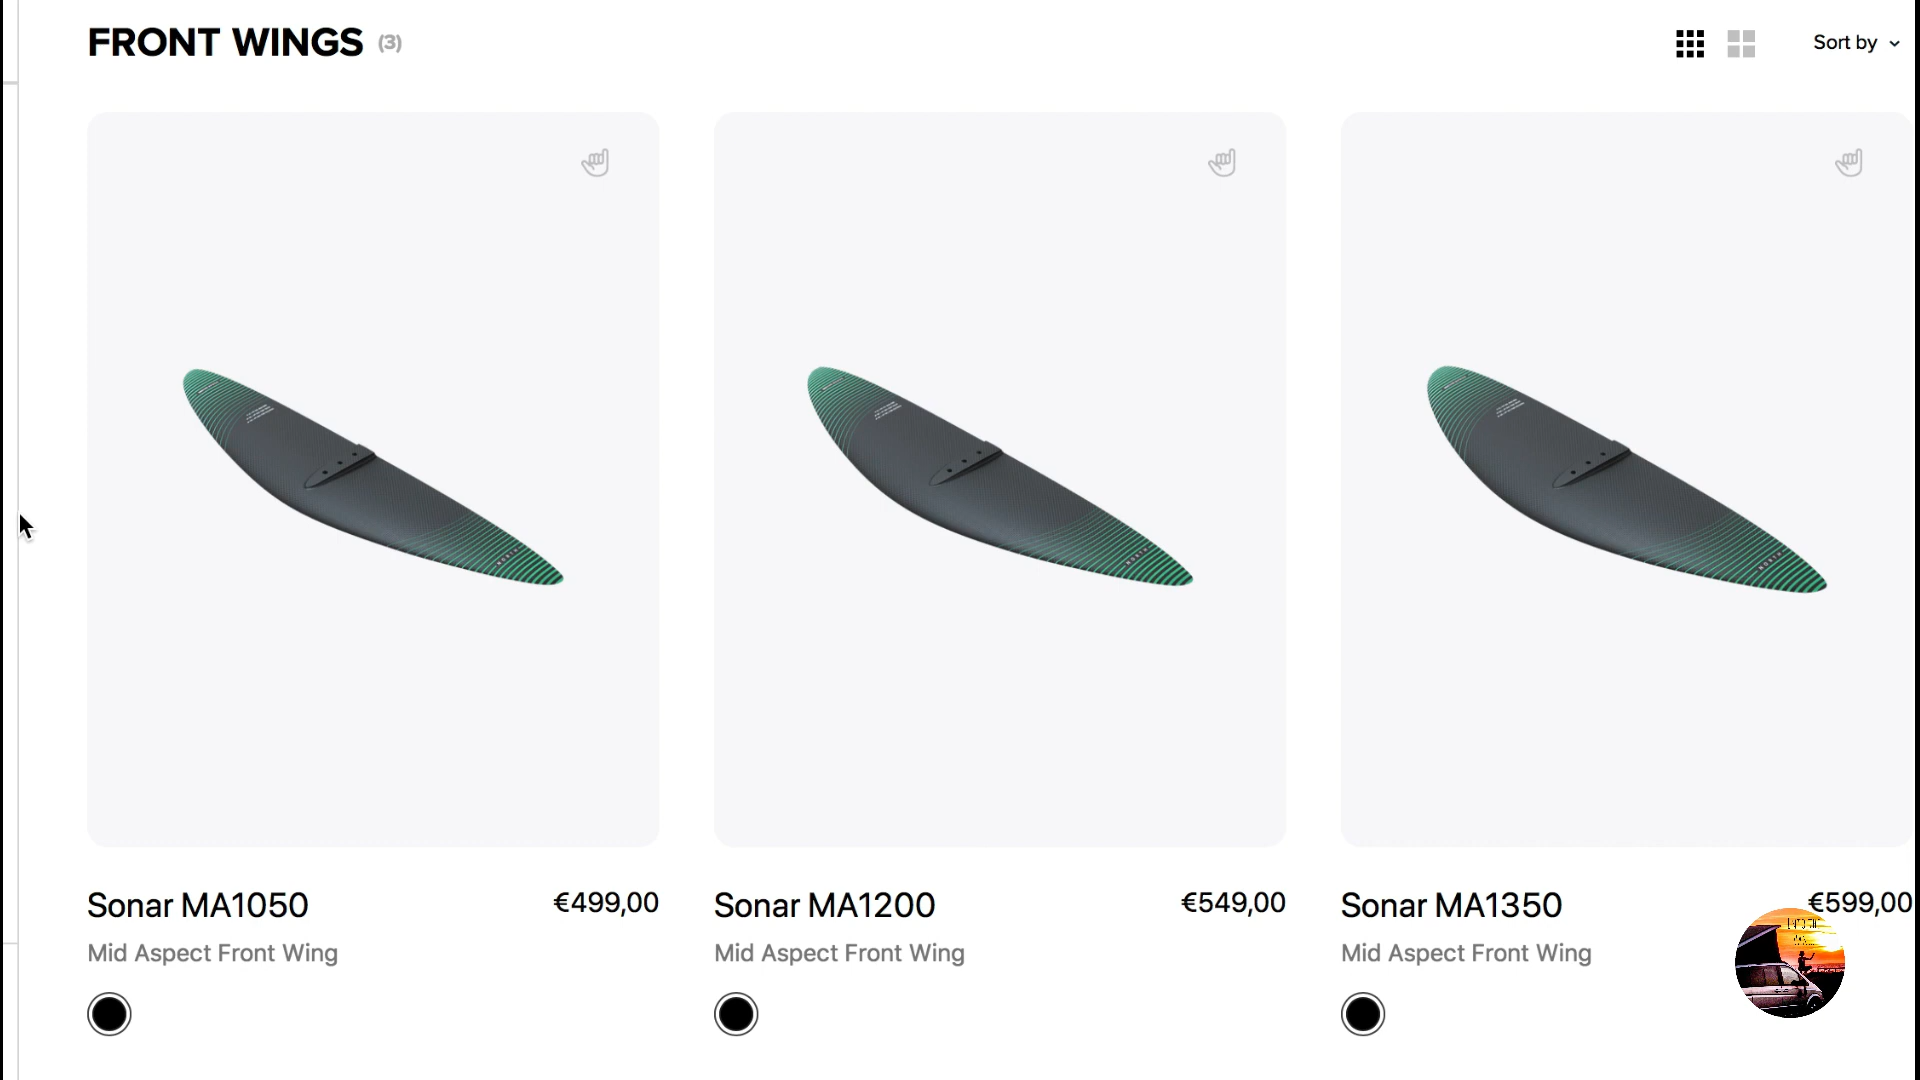 FRONT WINGS (3)
Sort by
Sonar MA1050
€499,00
Mid Aspect Front Wing
Sonar MA1200
€549,00
Mid Aspect Front Wing
Sonar MA1350
€599,00
Mid Aspect Front Wing